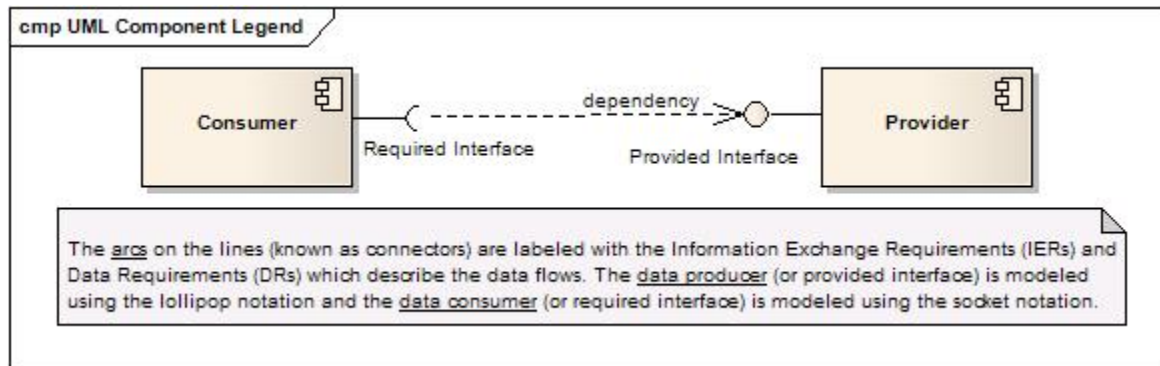 cmp UML Component Legend
Consumer
dependency
Provider
Required Interface
Provided Interface
The arcs on the lines (known as connectors) are labeled with the Information Exchange Requirements (IERs) and
Data Requirements (DRs) which describe the data flows. The data producer (or provided interface) is modeled
using the lollipop notation and the data consumer (or required interface) is modeled using the socket notation.